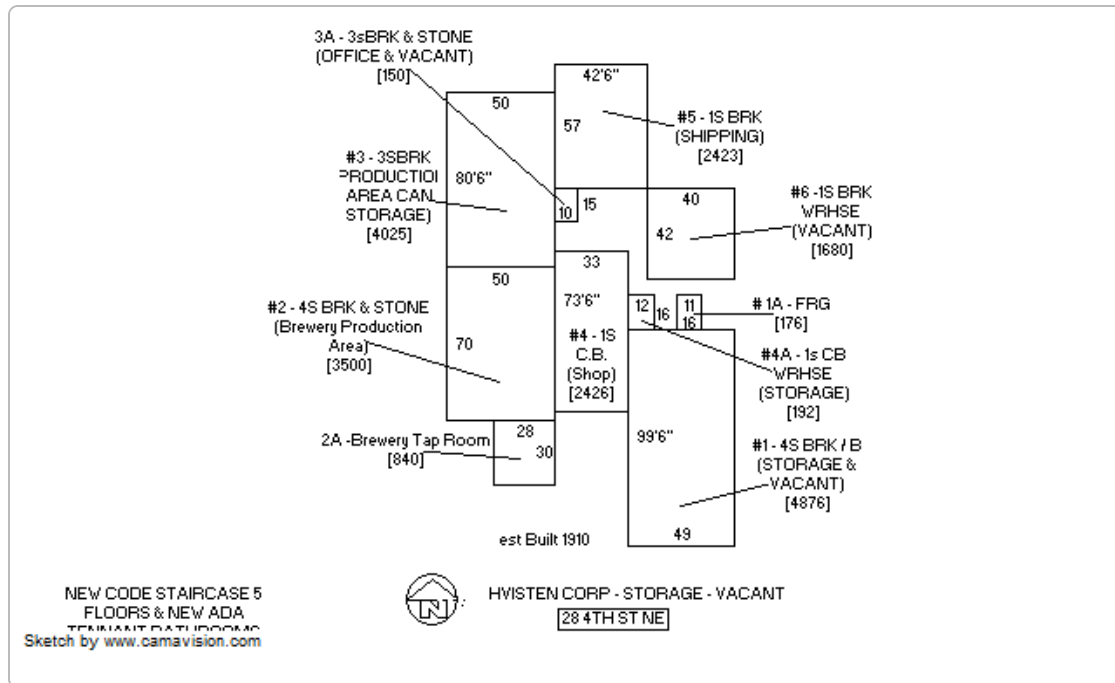 3A - 3sBRK & STONE
(OFFICE & VACANT)
[150]
42'6"
50
57
#5 - 1S BRK
(SHIPPING)
[2423]
#3 - 3SBRK
PRODUCTIO
AREA CAN
STORAGE)
[4025]
80'6"
10
15
40
42
#6 -1S BRK
WRHSE
(VACANT)
[1680]
33
50
73'6"
#2 - 4S BRK & STONE
(Brewery Production
Area)
[3500]
70
#4 - 1S
C.B.
(Shop)
[2426]
12
16
11
16
# 1A - FRG
[176]
#4A - 1s CB
WRHSE
(STORAGE)
[192]
28
30
2A -Brewery Tap Room
[840]
99'6"
#1 - 4S BRK / B
(STORAGE &
VACANT)
[4876]
49
est Built 1910
NEW CODE STAIRCASE 5
FLOORS & NEW ADA
TENNANT BATHROOMS
Sketch by www.camavision.com
N
HVISTEN CORP - STORAGE - VACANT
28 4TH ST NE